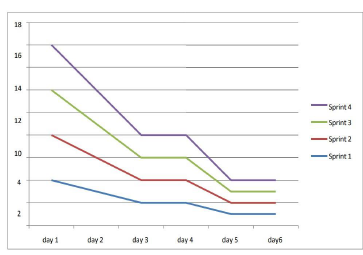 18
16
14
12
10
4
2
day 1 day 2 day 3 day 4 day 5 day6
Sprint 4
Sprint 3
Sprint 2
Sprint 1